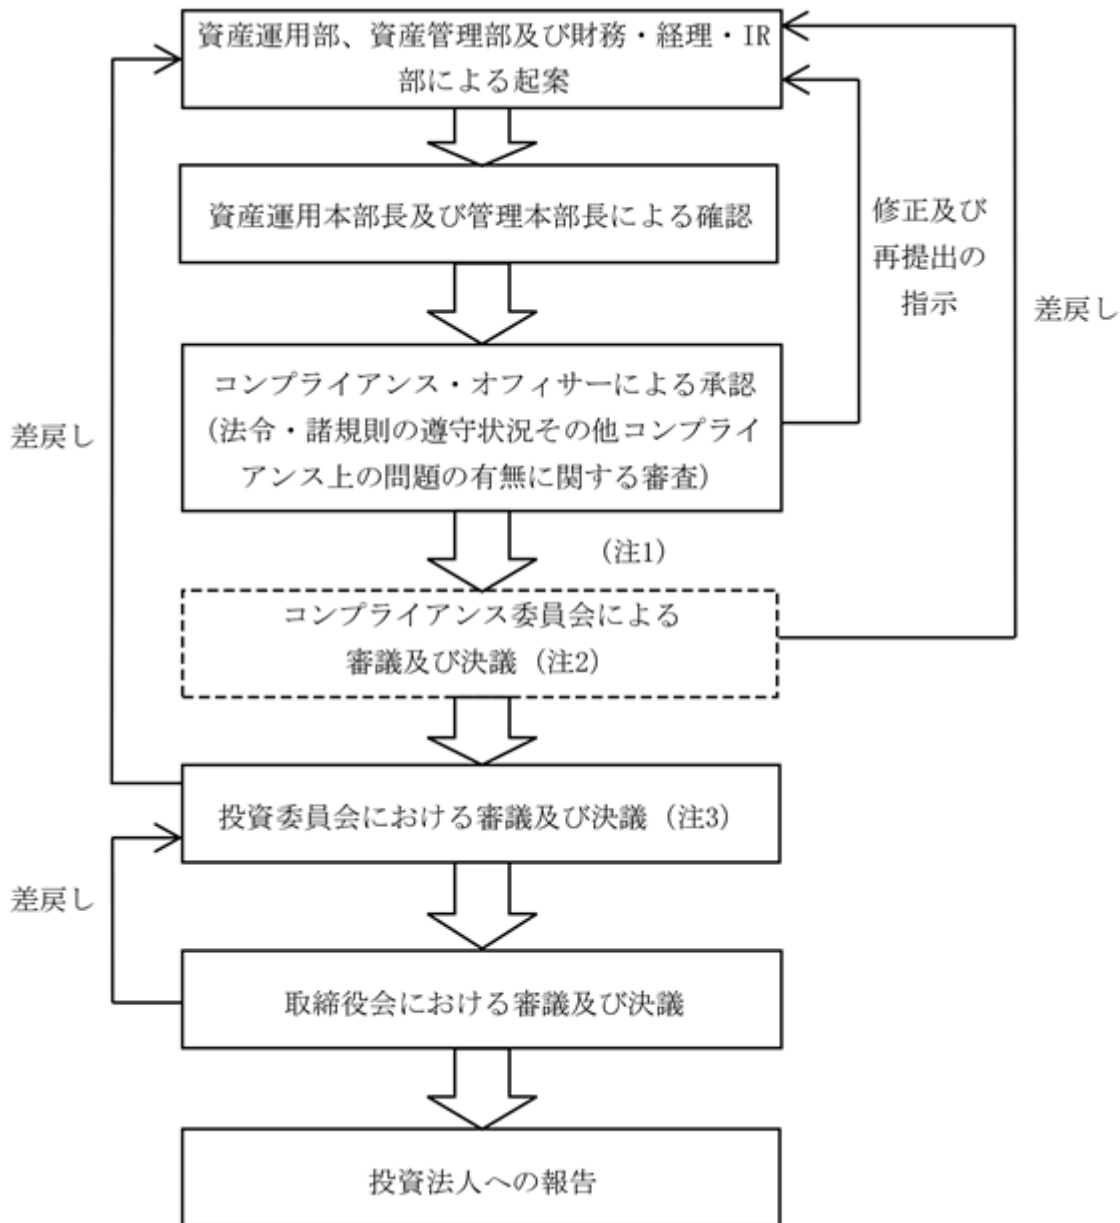 資産運用部、資産管理部及び財務・経理・IR
部による起案
資産運用本部長及び管理本部長による確認
修正及び
再提出の
指示
差戻し
コンプライアンス・オフィサーによる承認
(法令・諸規則の遵守状況その他コンプライ
アンス上の問題の有無に関する審査)
差戻し
(注1)
コンプライアンス委員会による
審議及び決議(注2)
投資委員会における審議及び決議(注3)
差戻し
取締役会における審議及び決議
投資法人への報告